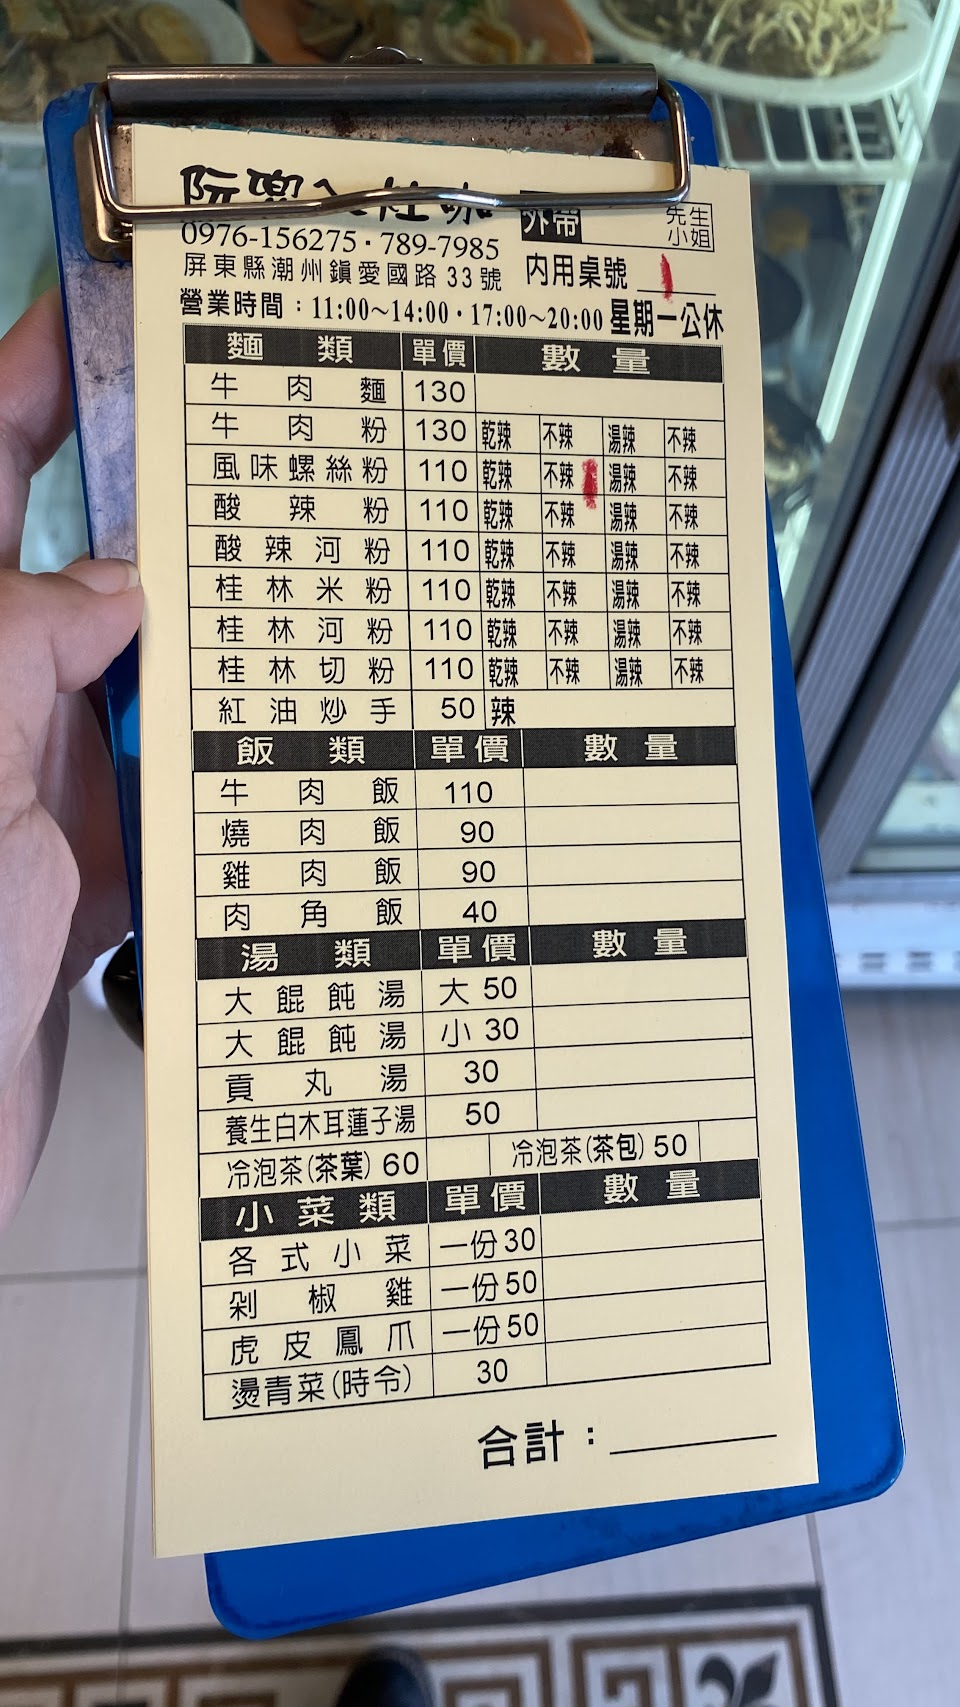 阮
0976-156275·789-7985
外帶 先生 小姐
屏東縣潮州鎮愛國路33號 內用桌號 1
營業時間：11:00~14:00·17:00~20:00 星期一公休
麵類 單價 數量
牛肉麵 130
牛肉粉 130 乾辣 不辣 湯辣 不辣
風味螺絲粉 110 乾辣 不辣 湯辣 不辣
酸辣粉 110 乾辣 不辣 湯辣 不辣
酸辣河粉 110 乾辣 不辣 湯辣 不辣
桂林米粉 110 乾辣 不辣 湯辣 不辣
桂林河粉 110 乾辣 不辣 湯辣 不辣
桂林切粉 110 乾辣 不辣 湯辣 不辣
紅油炒手 50 辣
飯類 單價 數量
牛肉飯 110
燒肉飯 90
雞肉飯 90
肉角飯 40
湯類 單價 數量
大餛飩湯 大 50
大餛飩湯 小 30
貢丸湯 30
養生白木耳蓮子湯 50
冷泡茶(茶葉) 60 冷泡茶(茶包) 50
小菜類 單價 數量
各式小菜 一份30
剁椒雞 一份50
虎皮鳳爪 一份50
燙青菜(時令) 30
合計：